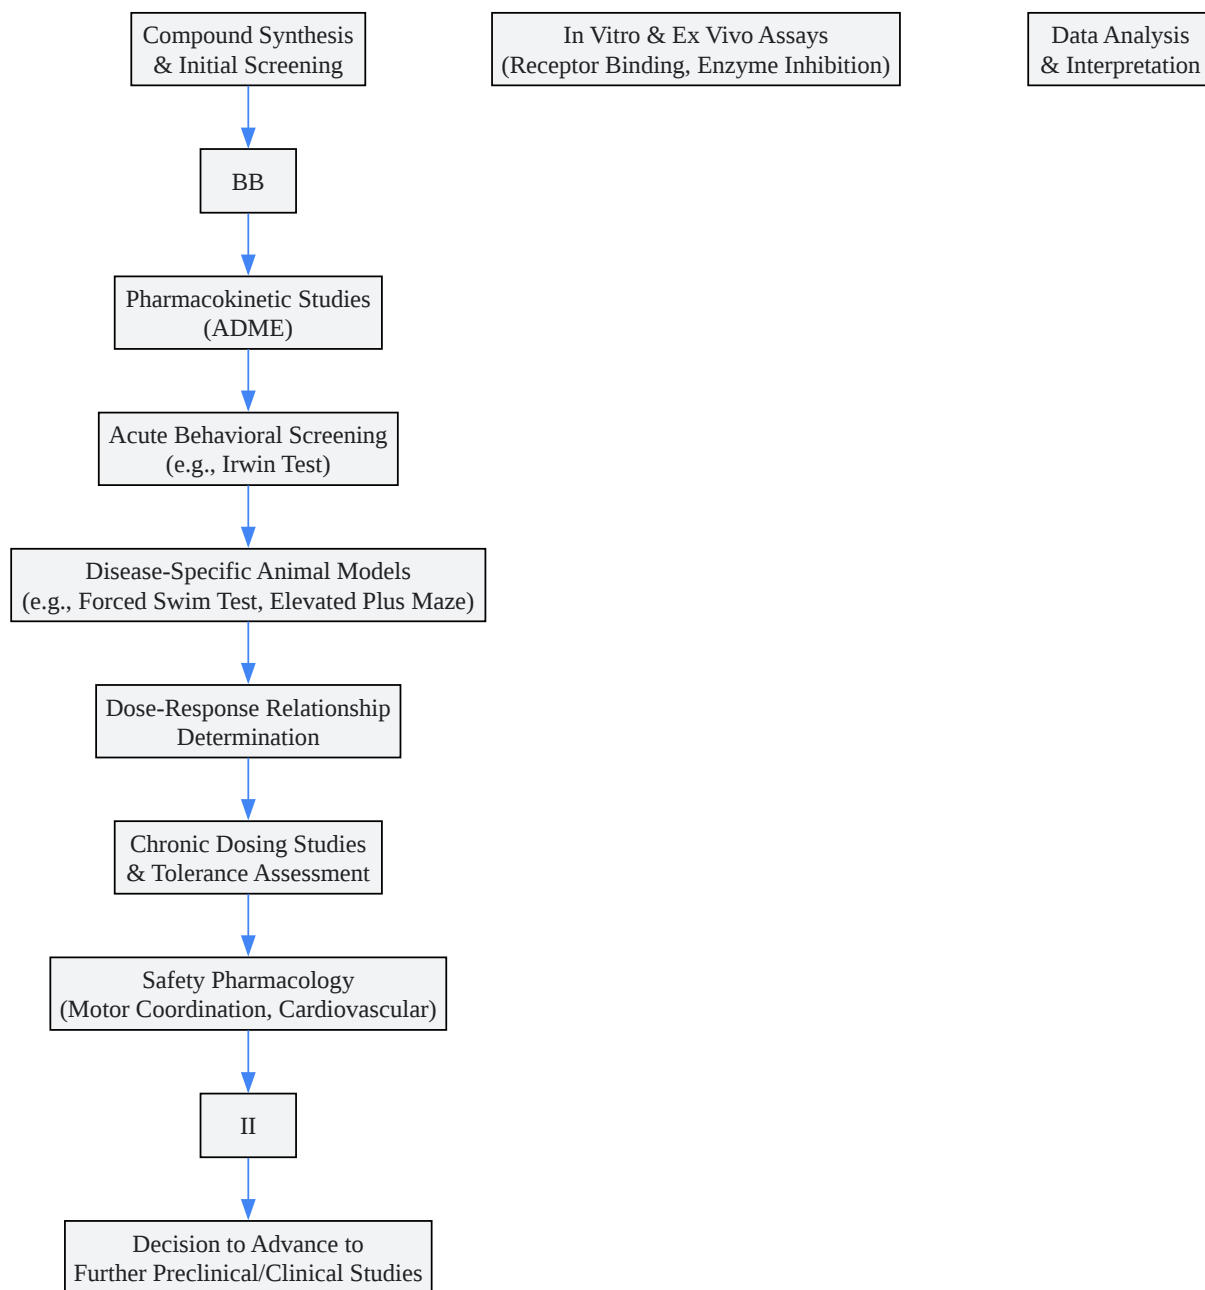 Compound Synthesis
& Initial Screening
In Vitro & Ex Vivo Assays
(Receptor Binding, Enzyme Inhibition)
Data Analysis
& Interpretation
BB
Pharmacokinetic Studies
(ADME)
Acute Behavioral Screening
(e.g., Irwin Test)
Disease-Specific Animal Models
(e.g., Forced Swim Test, Elevated Plus Maze)
Dose-Response Relationship
Determination
Chronic Dosing Studies
& Tolerance Assessment
Safety Pharmacology
(Motor Coordination, Cardiovascular)
II
Decision to Advance to
Further Preclinical/Clinical Studies